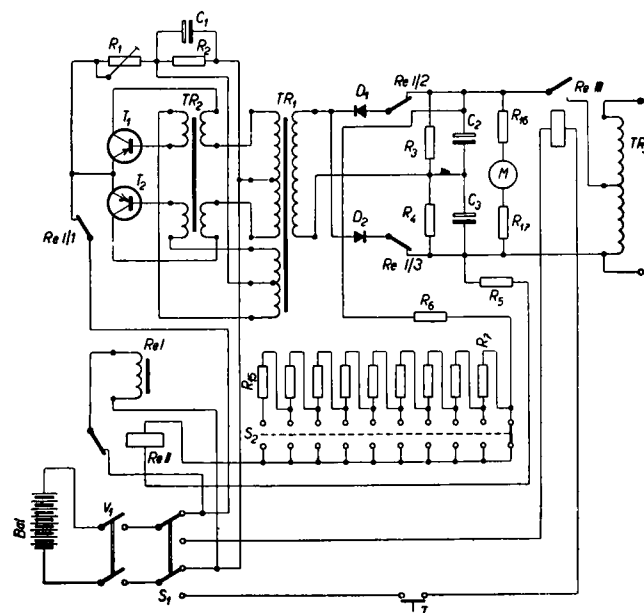 C1
R1
R2
TR2
TR1
D1
Re I/2
Re III
T1
C2
R16
R3
TR
M
T2
C3
R4
R17
D2
Re I/1
Re I/3
R5
R6
Re I
R15
R7
S2
Re II
Bat
V1
S1
T